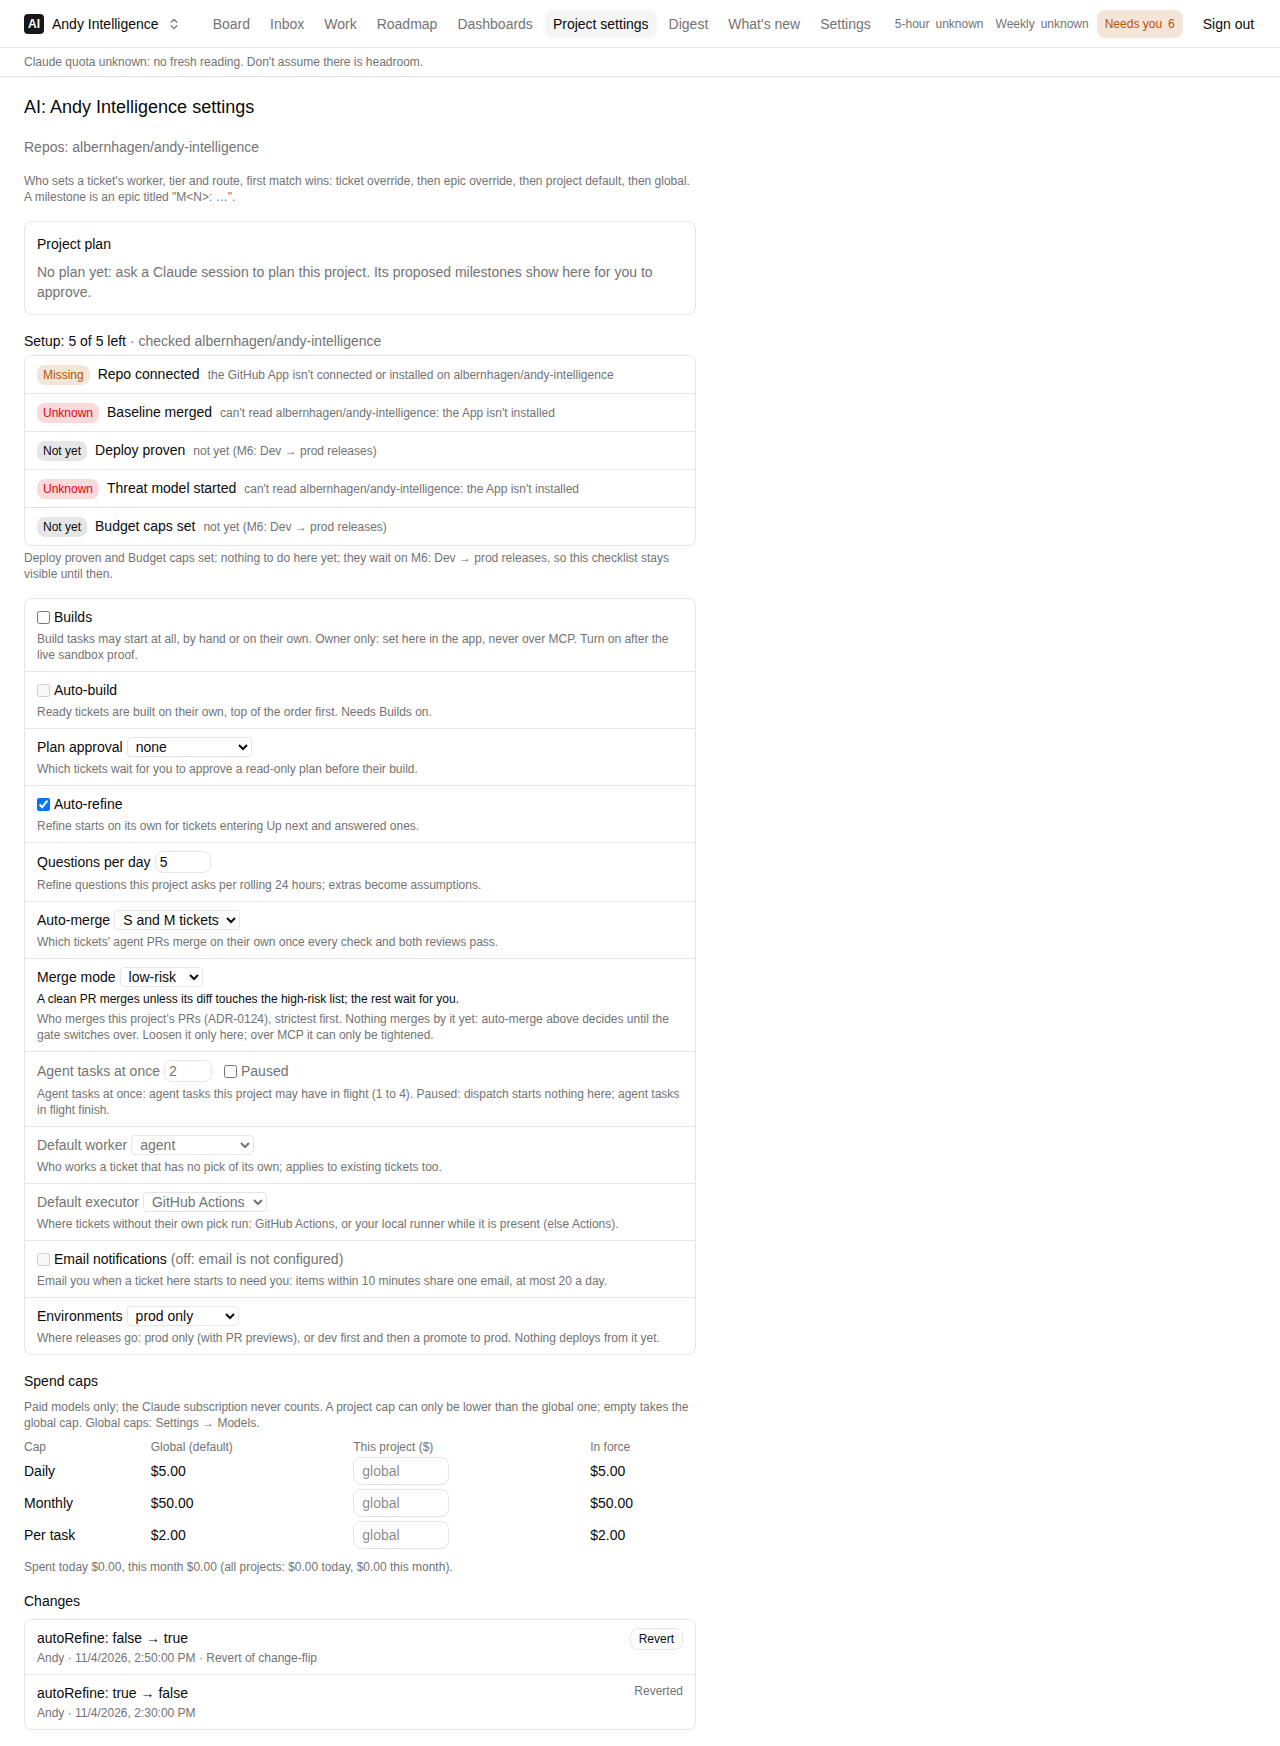 AI Andy Intelligence Board Inbox Work Roadmap Dashboards Project settings Digest What's new Settings 5-hour unknown Weekly unknown Needs you 6 Sign out
Claude quota unknown: no fresh reading. Don't assume there is headroom.
AI: Andy Intelligence settings
Repos: albernhagen/andy-intelligence
Who sets a ticket's worker, tier and route, first match wins: ticket override, then epic override, then project default, then global.
A milestone is an epic titled "M<N>: …".
Project plan
No plan yet: ask a Claude session to plan this project. Its proposed milestones show here for you to
approve.
Setup: 5 of 5 left · checked albernhagen/andy-intelligence
Missing Repo connected the GitHub App isn't connected or installed on albernhagen/andy-intelligence
Unknown Baseline merged can't read albernhagen/andy-intelligence: the App isn't installed
Not yet Deploy proven not yet (M6: Dev → prod releases)
Unknown Threat model started can't read albernhagen/andy-intelligence: the App isn't installed
Not yet Budget caps set not yet (M6: Dev → prod releases)
Deploy proven and Budget caps set: nothing to do here yet; they wait on M6: Dev → prod releases, so this checklist stays
visible until then.
Builds
Build tasks may start at all, by hand or on their own. Owner only: set here in the app, never over MCP. Turn on after the
live sandbox proof.
Auto-build
Ready tickets are built on their own, top of the order first. Needs Builds on.
Plan approval none
Which tickets wait for you to approve a read-only plan before their build.
Auto-refine
Refine starts on its own for tickets entering Up next and answered ones.
Questions per day 5
Refine questions this project asks per rolling 24 hours; extras become assumptions.
Auto-merge S and M tickets
Which tickets' agent PRs merge on their own once every check and both reviews pass.
Merge mode low-risk
A clean PR merges unless its diff touches the high-risk list; the rest wait for you.
Who merges this project's PRs (ADR-0124), strictest first. Nothing merges by it yet: auto-merge above decides until the
gate switches over. Loosen it only here; over MCP it can only be tightened.
Agent tasks at once 2 Paused
Agent tasks at once: agent tasks this project may have in flight (1 to 4). Paused: dispatch starts nothing here; agent tasks
in flight finish.
Default worker agent
Who works a ticket that has no pick of its own; applies to existing tickets too.
Default executor GitHub Actions
Where tickets without their own pick run: GitHub Actions, or your local runner while it is present (else Actions).
Email notifications (off: email is not configured)
Email you when a ticket here starts to need you: items within 10 minutes share one email, at most 20 a day.
Environments prod only
Where releases go: prod only (with PR previews), or dev first and then a promote to prod. Nothing deploys from it yet.
Spend caps
Paid models only; the Claude subscription never counts. A project cap can only be lower than the global one; empty takes the
global cap. Global caps: Settings → Models.
Cap Global (default) This project ($) In force
Daily $5.00 global $5.00
Monthly $50.00 global $50.00
Per task $2.00 global $2.00
Spent today $0.00, this month $0.00 (all projects: $0.00 today, $0.00 this month).
Changes
autoRefine: false → true Revert
Andy · 11/4/2026, 2:50:00 PM · Revert of change-flip
autoRefine: true → false Reverted
Andy · 11/4/2026, 2:30:00 PM